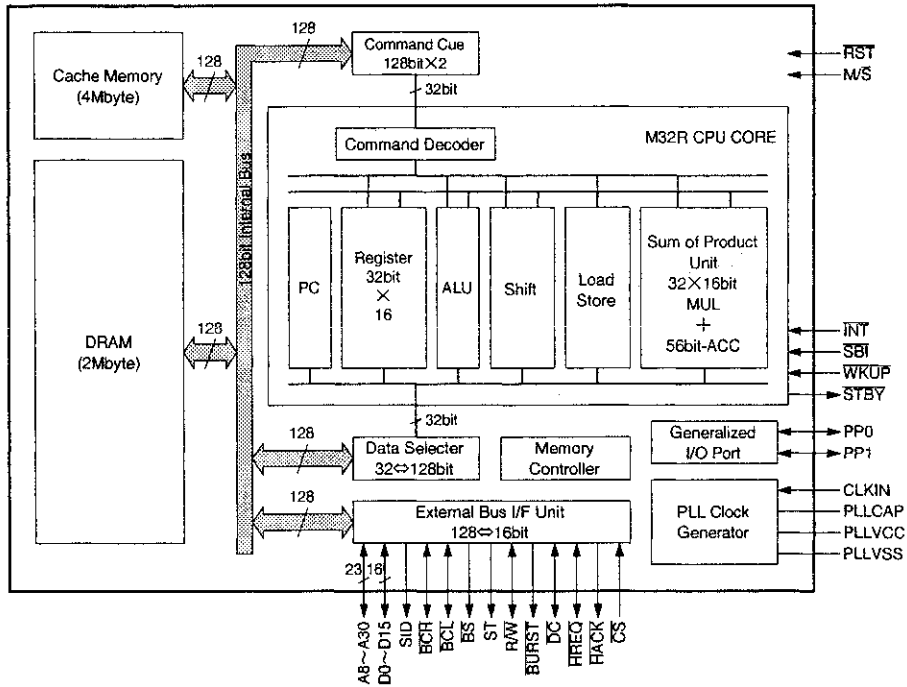 128
Command Cue
128bit×2
RST
M/S
Cache Memory
(4Mbyte)
128
32bit
M32R CPU CORE
Command Decoder
128bit Internal Bus
PC
Register
32bit
×
16
ALU
Shift
Load
Store
Sum of Product
Unit
32×16bit
MUL
+
56bit-ACC
DRAM
(2Mbyte)
128
INT
SBI
WKUP
STBY
32bit
128
Data Selecter
32⇔128bit
Memory
Controller
Generalized
I/O Port
PP0
PP1
128
External Bus I/F Unit
128⇔16bit
PLL Clock
Generator
CLKIN
PLLCAP
PLLVCC
PLLVSS
23
16
A8~A30
D0~D15
SID
BCH
BCL
BS
ST
R/W
BURST
DC
HREQ
HACK
CS